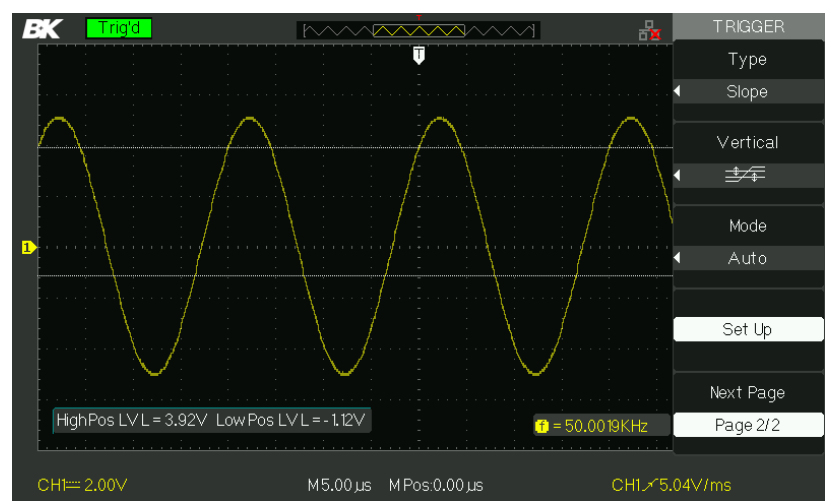 BK Trig'd T TRIGGER
T
Type
Slope
Vertical
1
Mode
Auto
Set Up
Next Page
HighPos LVL=3.92V LowPos LVL=-1.12V
f = 50.0019KHz
Page 2/2
CH1 2.00V M5.00µs MPos:0.00µs CH1 5.04V/ms